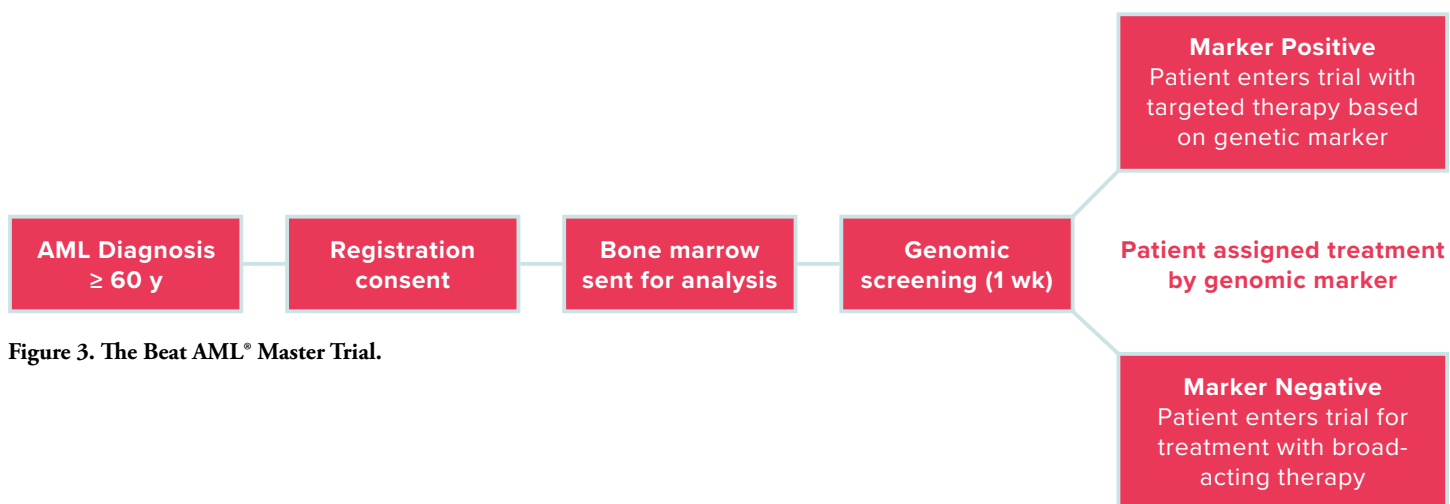 AML Diagnosis
≥ 60 y
Registration
consent
Bone marrow
sent for analysis
Genomic
screening (1 wk)
Marker Positive
Patient enters trial with
targeted therapy based
on genetic marker
Patient assigned treatment
by genomic marker
Marker Negative
Patient enters trial for
treatment with broad-
acting therapy
Figure 3. The Beat AML® Master Trial.